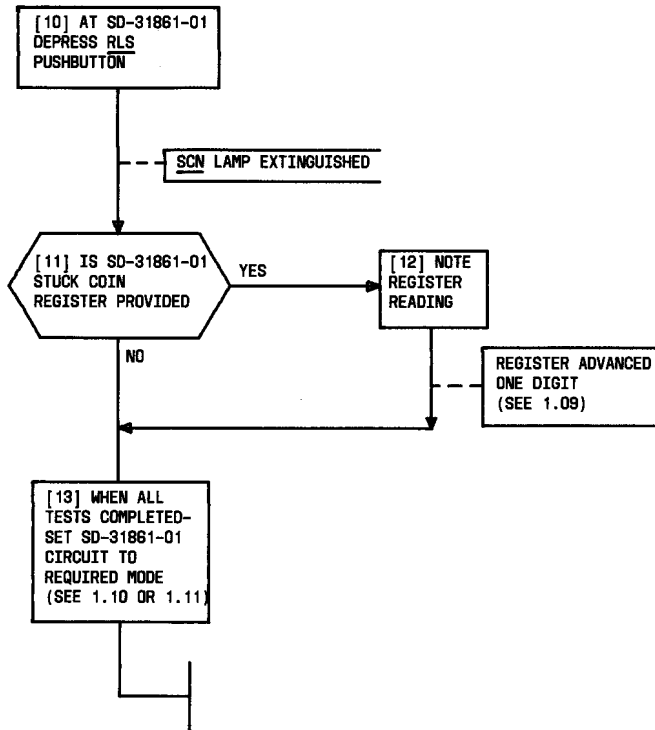 [10] AT SD-31861-01
DEPRESS RLS
PUSHBUTTON
SCN LAMP EXTINGUISHED
[11] IS SD-31861-01
STUCK COIN
REGISTER PROVIDED
YES
[12] NOTE
REGISTER
READING
NO
REGISTER ADVANCED
ONE DIGIT
(SEE 1.09)
[13] WHEN ALL
TESTS COMPLETED-
SET SD-31861-01
CIRCUIT TO
REQUIRED MODE
(SEE 1.10 OR 1.11)